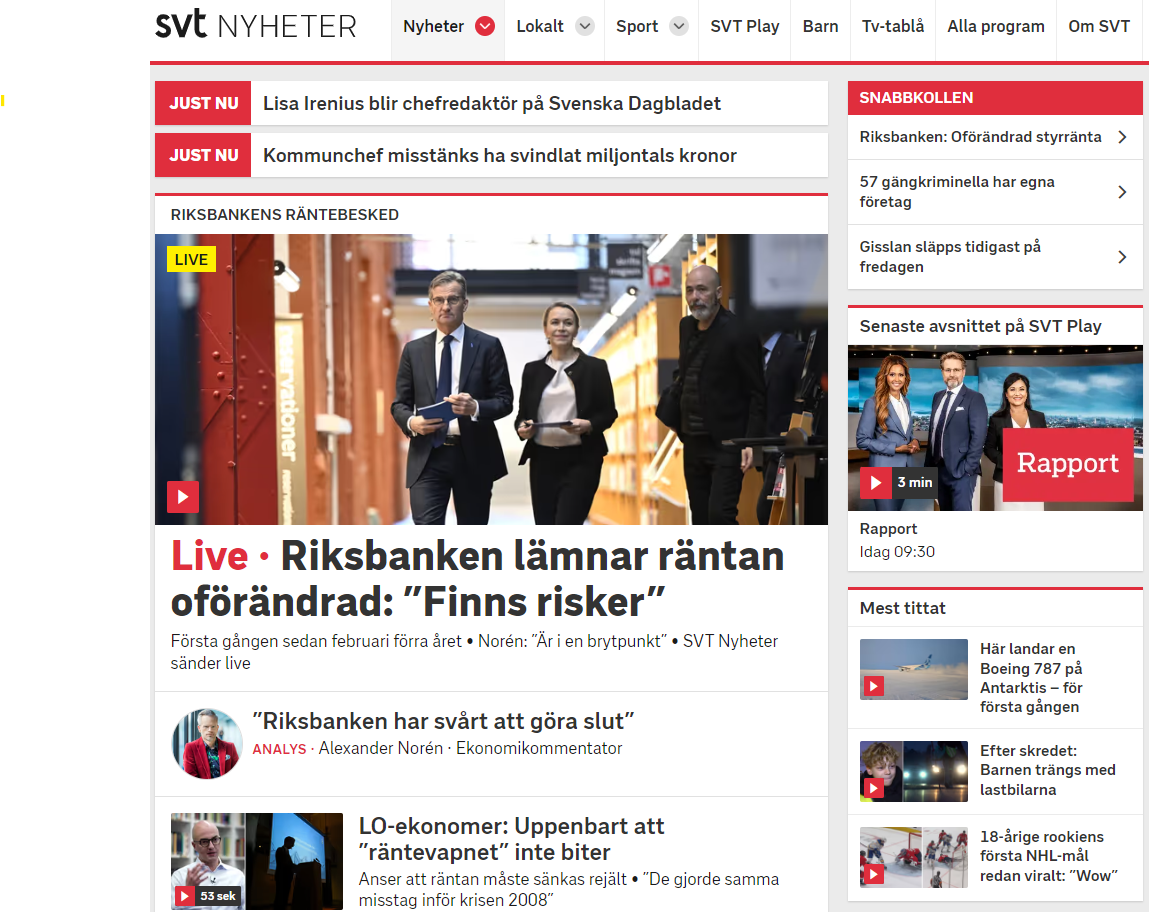 svt NYHETER
Nyheter
Lokalt
Sport
SVT Play
Barn
Tv-tablå
Alla program
Om SVT
JUST NU
Lisa Irenius blir chefredaktör på Svenska Dagbladet
JUST NU
Kommunchef misstänks ha svindlat miljontals kronor
RIKSBANKENS RÄNTEBESKED
LIVE
reservationer
Live · Riksbanken lämnar räntan
oförändrad: ”Finns risker”
Första gången sedan februari förra året • Norén: ”Är i en brytpunkt” • SVT Nyheter
sänder live
”Riksbanken har svårt att göra slut”
ANALYS · Alexander Norén · Ekonomikommentator
53 sek
LO-ekonomer: Uppenbart att
”räntevapnet” inte biter
Anser att räntan måste sänkas rejält • ”De gjorde samma
misstag inför krisen 2008”
SNABBKOLLEN
Riksbanken: Oförändrad styrränta
57 gängkriminella har egna
företag
Gisslan släpps tidigast på
fredagen
Senaste avsnittet på SVT Play
Rapport
3 min
Rapport
Idag 09:30
Mest tittat
Här landar en
Boeing 787 på
Antarktis – för
första gången
Efter skredet:
Barnen trängs med
lastbilarna
18-årige rookiens
första NHL-mål
redan viralt: ”Wow”